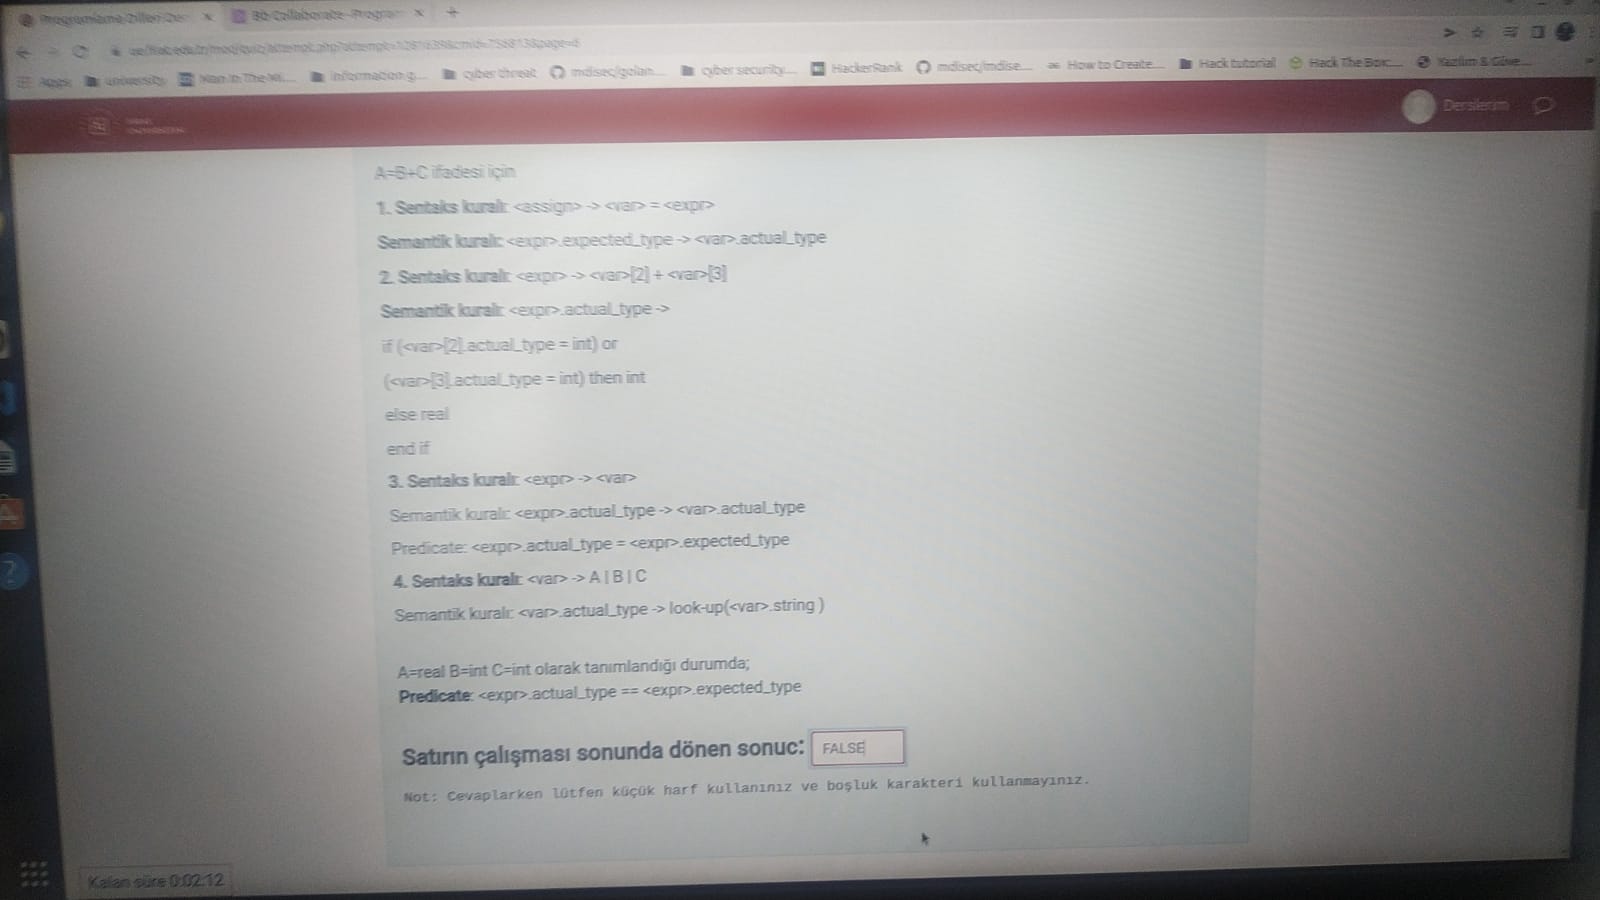 Programlama Dilleri Der
Bb Collaborate - Program
Apps
university
Man In The Mi...
information g...
cyber threat
mdisec/golan...
cyber security...
HackerRank
mdisec/mdise...
How to Create...
Hack tutorial
Hack The Box:...
Yazılım & Güve...
Derslerim
A=B+C ifadesi için
1. Sentaks kuralı: <assign> -> <var> = <expr>
Semantik kuralı: <expr>.expected_type -> <var>.actual_type
2. Sentaks kuralı: <expr> -> <var>[2] + <var>[3]
Semantik kuralı: <expr>.actual_type ->
if (<var>[2].actual_type = int) or
(<var>[3].actual_type = int) then int
else real
end if
3. Sentaks kuralı: <expr> -> <var>
Semantik kuralı: <expr>.actual_type -> <var>.actual_type
Predicate: <expr>.actual_type = <expr>.expected_type
4. Sentaks kuralı: <var> -> A | B | C
Semantik kuralı: <var>.actual_type -> look-up(<var>.string )
A=real B=int C=int olarak tanımlandığı durumda;
Predicate: <expr>.actual_type == <expr>.expected_type
Satırın çalışması sonunda dönen sonuc: FALSE
Not: Cevaplarken lütfen küçük harf kullanınız ve boşluk karakteri kullanmayınız.
Kalan süre 0:02:12